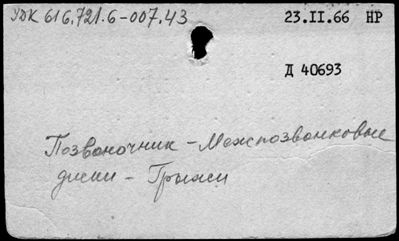 УДК 616.721.6-007.43
23.II.66 НР
Д 40693
Позвоночник - Межпозвонковые
диски - Грыжи